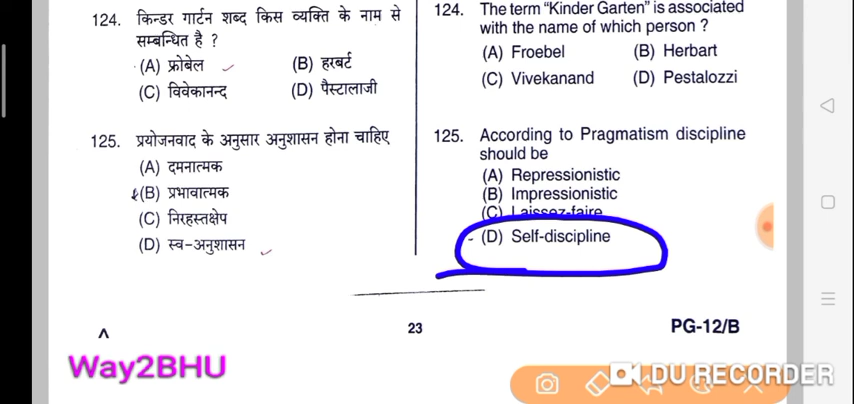 124. किन्डर गार्टन शब्द किस व्यक्ति के नाम से
सम्बन्धित है ?
(A) फ्रोबेल (B) हरबर्ट
(C) विवेकानन्द (D) पैस्टालाजी
125. प्रयोजनवाद के अनुसार अनुशासन होना चाहिए
(A) दमनात्मक
(B) प्रभावात्मक
(C) निरहस्तक्षेप
(D) स्व-अनुशासन
124. The term “Kinder Garten” is associated
with the name of which person ?
(A) Froebel (B) Herbart
(C) Vivekanand (D) Pestalozzi
125. According to Pragmatism discipline
should be
(A) Repressionistic
(B) Impressionistic
(C) Laissez-faire
(D) Self-discipline
23
PG-12/B
Way2BHU
DU RECORDER